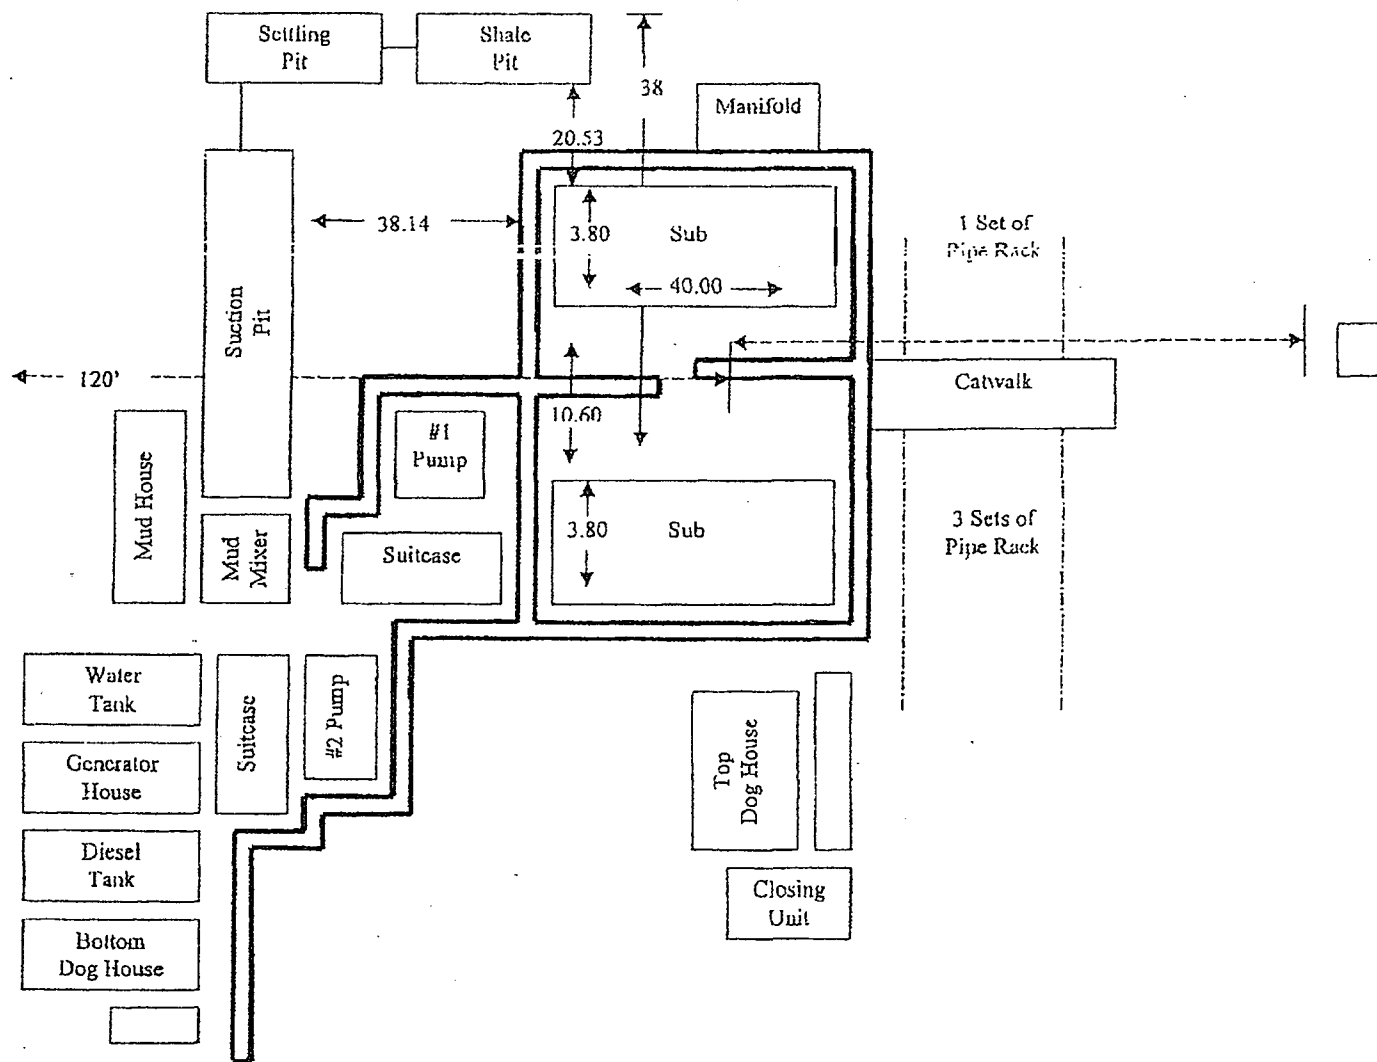 Settling
Pit
Shale
Pit
38
Manifold
20.53
38.14
3.80
Sub
40.00
1 Set of
Pipe Rack
Suction
Pit
120'
Catwalk
10.60
#1
Pump
Mud House
Mud
Mixer
Suitcase
3.80
Sub
3 Sets of
Pipe Rack
Water
Tank
Suitcase
#2 Pump
Generator
House
Top
Dog House
Diesel
Tank
Closing
Unit
Bottom
Dog House